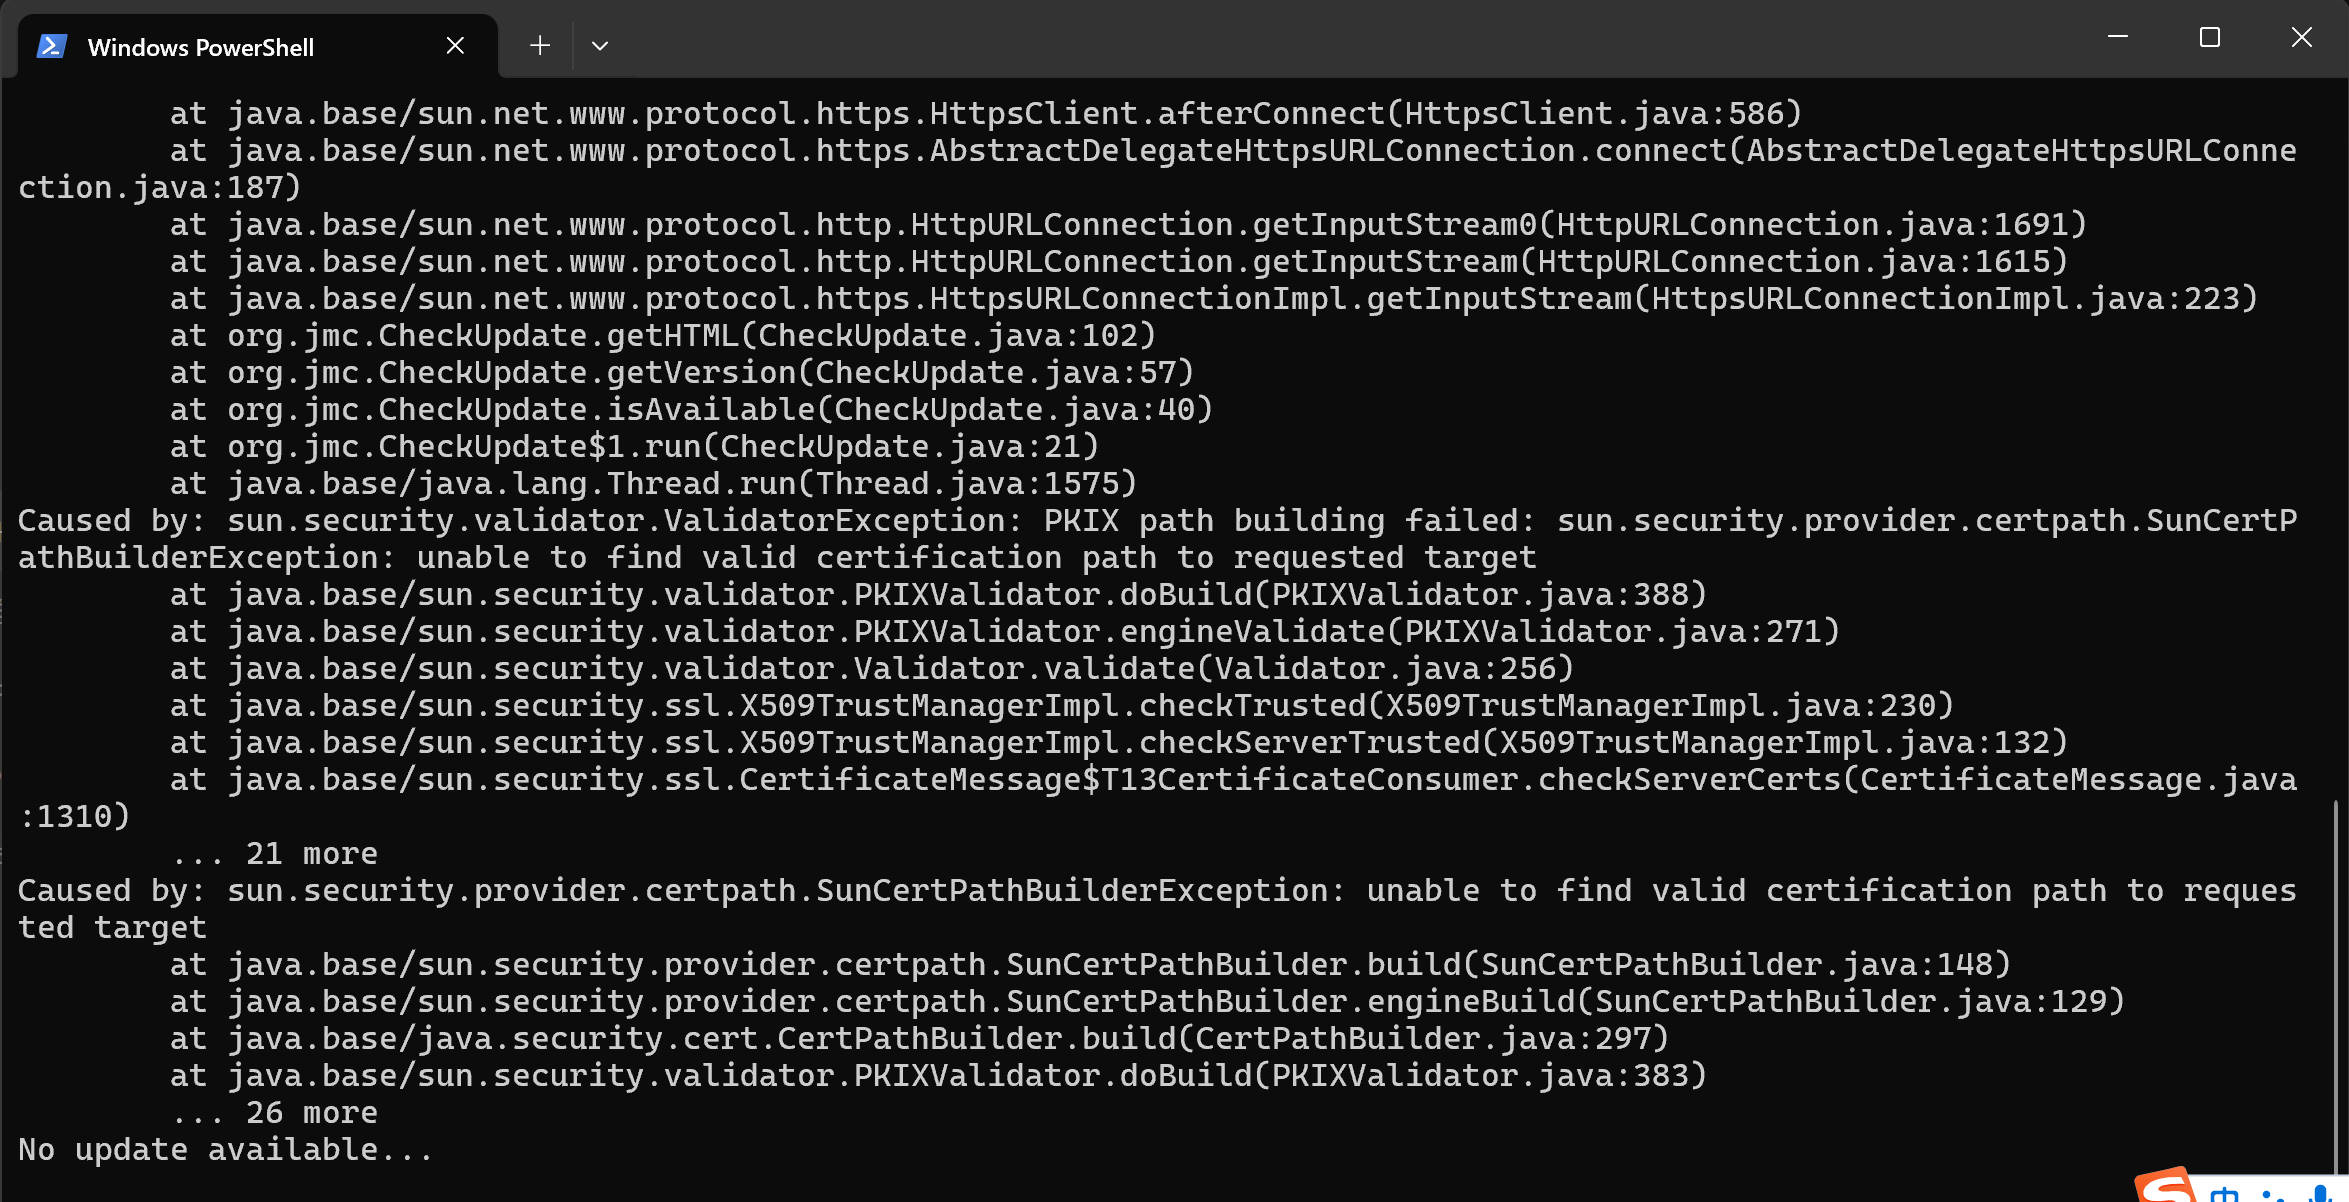 Windows PowerShell
at java.base/sun.net.www.protocol.https.HttpsClient.afterConnect(HttpsClient.java:586)
at java.base/sun.net.www.protocol.https.AbstractDelegateHttpsURLConnection.connect(AbstractDelegateHttpsURLConne
ction.java:187)
at java.base/sun.net.www.protocol.http.HttpURLConnection.getInputStream0(HttpURLConnection.java:1691)
at java.base/sun.net.www.protocol.http.HttpURLConnection.getInputStream(HttpURLConnection.java:1615)
at java.base/sun.net.www.protocol.https.HttpsURLConnectionImpl.getInputStream(HttpsURLConnectionImpl.java:223)
at org.jmc.CheckUpdate.getHTML(CheckUpdate.java:102)
at org.jmc.CheckUpdate.getVersion(CheckUpdate.java:57)
at org.jmc.CheckUpdate.isAvailable(CheckUpdate.java:40)
at org.jmc.CheckUpdate$1.run(CheckUpdate.java:21)
at java.base/java.lang.Thread.run(Thread.java:1575)
Caused by: sun.security.validator.ValidatorException: PKIX path building failed: sun.security.provider.certpath.SunCertP
athBuilderException: unable to find valid certification path to requested target
at java.base/sun.security.validator.PKIXValidator.doBuild(PKIXValidator.java:388)
at java.base/sun.security.validator.PKIXValidator.engineValidate(PKIXValidator.java:271)
at java.base/sun.security.validator.Validator.validate(Validator.java:256)
at java.base/sun.security.ssl.X509TrustManagerImpl.checkTrusted(X509TrustManagerImpl.java:230)
at java.base/sun.security.ssl.X509TrustManagerImpl.checkServerTrusted(X509TrustManagerImpl.java:132)
at java.base/sun.security.ssl.CertificateMessage$T13CertificateConsumer.checkServerCerts(CertificateMessage.java
:1310)
... 21 more
Caused by: sun.security.provider.certpath.SunCertPathBuilderException: unable to find valid certification path to reques
ted target
at java.base/sun.security.provider.certpath.SunCertPathBuilder.build(SunCertPathBuilder.java:148)
at java.base/sun.security.provider.certpath.SunCertPathBuilder.engineBuild(SunCertPathBuilder.java:129)
at java.base/java.security.cert.CertPathBuilder.build(CertPathBuilder.java:297)
at java.base/sun.security.validator.PKIXValidator.doBuild(PKIXValidator.java:383)
... 26 more
No update available...
中